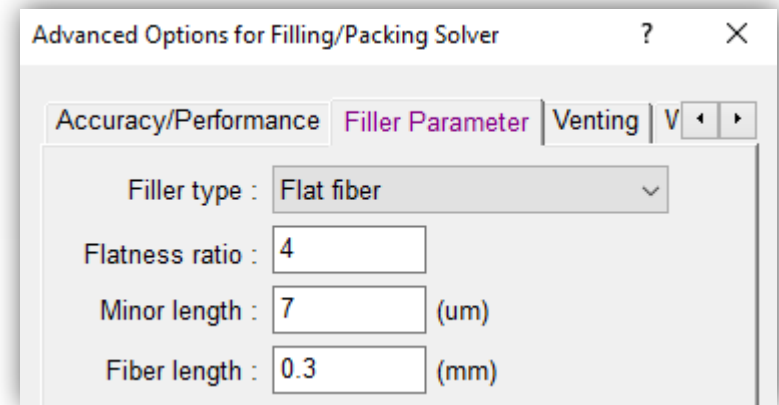 Advanced Options for Filling/Packing Solver ?
Accuracy/Performance Filler Parameter Venting V
Filler type : Flat fiber
Flatness ratio : 4
Minor length : 7 (um)
Fiber length : 0.3 (mm)